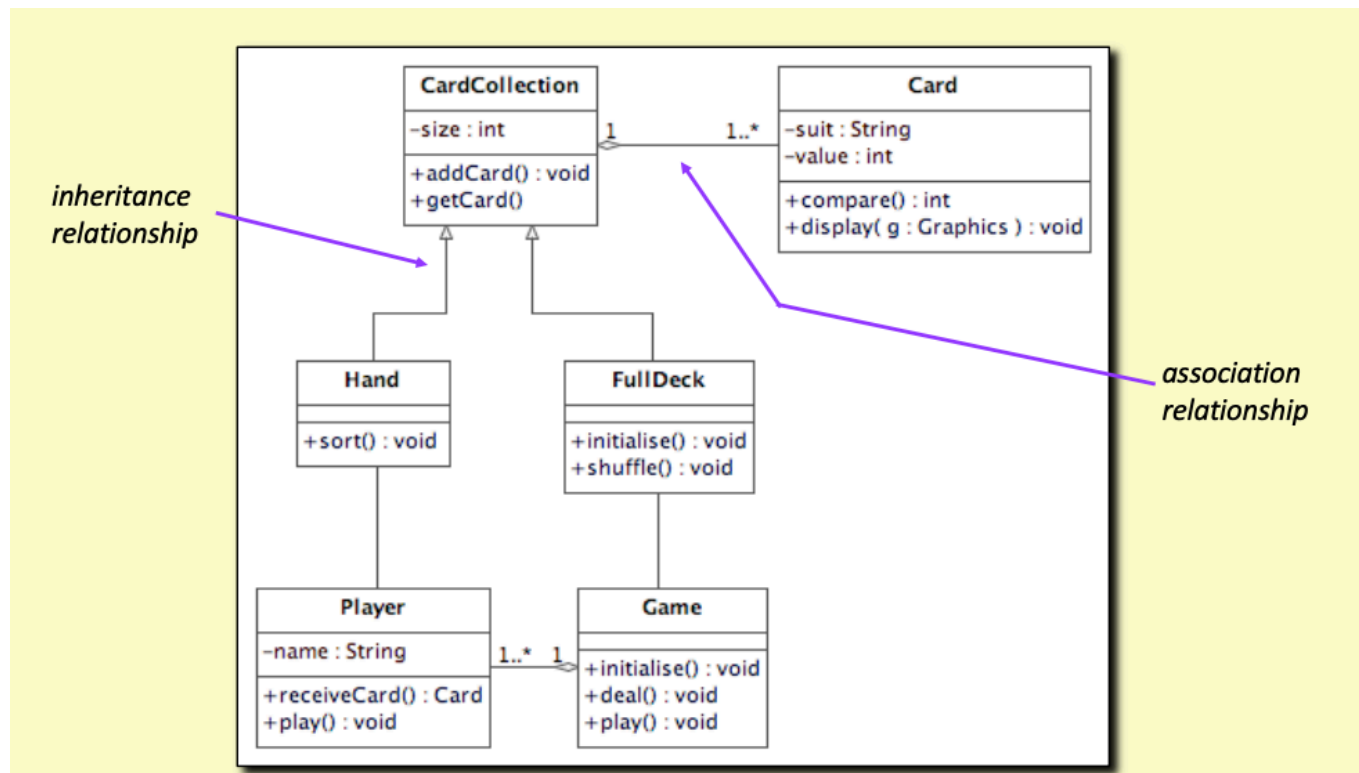 CardCollection
-size : int
+addCard() : void
+getCard()
1
1..*
Card
-suit : String
-value : int
+compare() : int
+display( g : Graphics ) : void
inheritance
relationship
association
relationship
Hand
+sort() : void
FullDeck
+initialise() : void
+shuffle() : void
Player
-name : String
+receiveCard() : Card
+play() : void
1..*
1
Game
+initialise() : void
+deal() : void
+play() : void